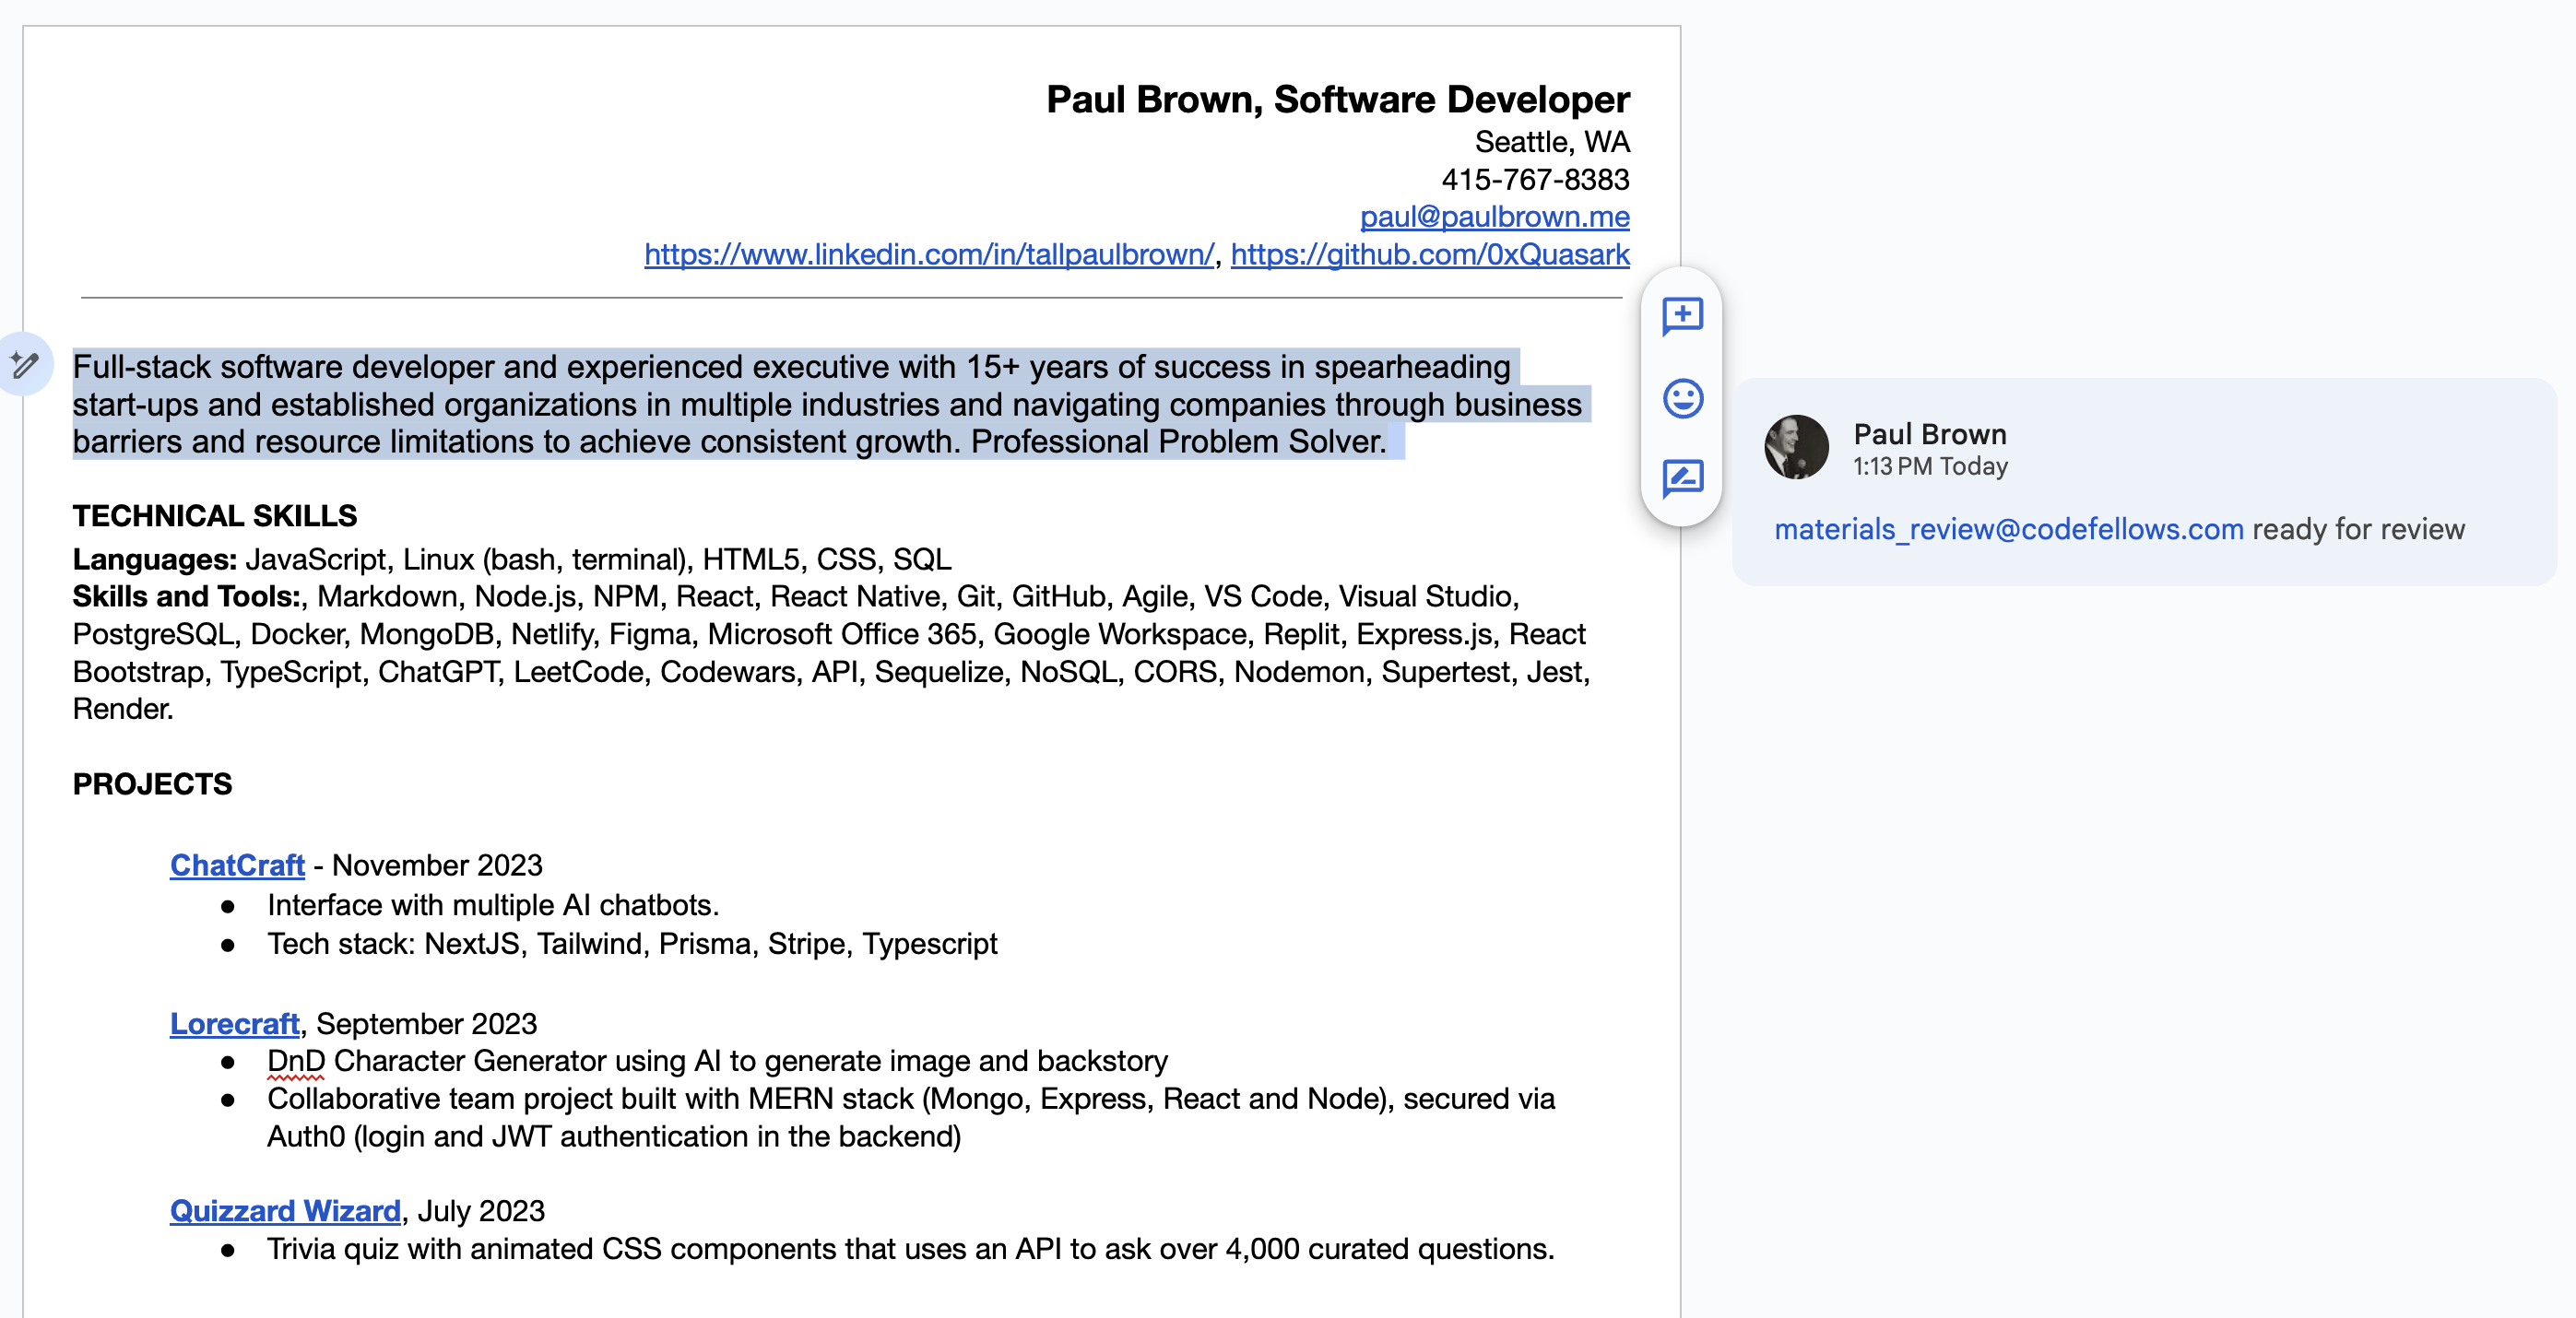 Paul Brown, Software Developer
Seattle, WA
415-767-8383
paul@paulbrown.me
https://www.linkedin.com/in/tallpaulbrown/, https://github.com/0xQuasark
Full-stack software developer and experienced executive with 15+ years of success in spearheading
start-ups and established organizations in multiple industries and navigating companies through business
barriers and resource limitations to achieve consistent growth. Professional Problem Solver.
TECHNICAL SKILLS
Languages: JavaScript, Linux (bash, terminal), HTML5, CSS, SQL
Skills and Tools:, Markdown, Node.js, NPM, React, React Native, Git, GitHub, Agile, VS Code, Visual Studio,
PostgreSQL, Docker, MongoDB, Netlify, Figma, Microsoft Office 365, Google Workspace, Replit, Express.js, React
Bootstrap, TypeScript, ChatGPT, LeetCode, Codewars, API, Sequelize, NoSQL, CORS, Nodemon, Supertest, Jest,
Render.
PROJECTS
ChatCraft - November 2023
● Interface with multiple AI chatbots.
● Tech stack: NextJS, Tailwind, Prisma, Stripe, Typescript
Lorecraft, September 2023
● DnD Character Generator using AI to generate image and backstory
● Collaborative team project built with MERN stack (Mongo, Express, React and Node), secured via
Auth0 (login and JWT authentication in the backend)
Quizzard Wizard, July 2023
● Trivia quiz with animated CSS components that uses an API to ask over 4,000 curated questions.
Paul Brown
1:13 PM Today
materials_review@codefellows.com ready for review